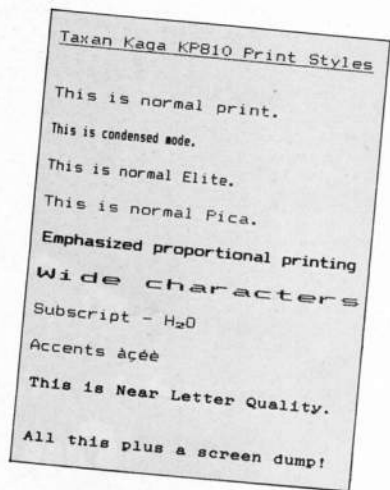 Taxan Kaga KP810 Print Styles
This is normal print.
This is condensed mode.
This is normal Elite.
This is normal Pica.
Emphasized proportional printing
Wide characters
Subscript - H₂O
Accents àçéè
This is Near Letter Quality.
All this plus a screen dump!